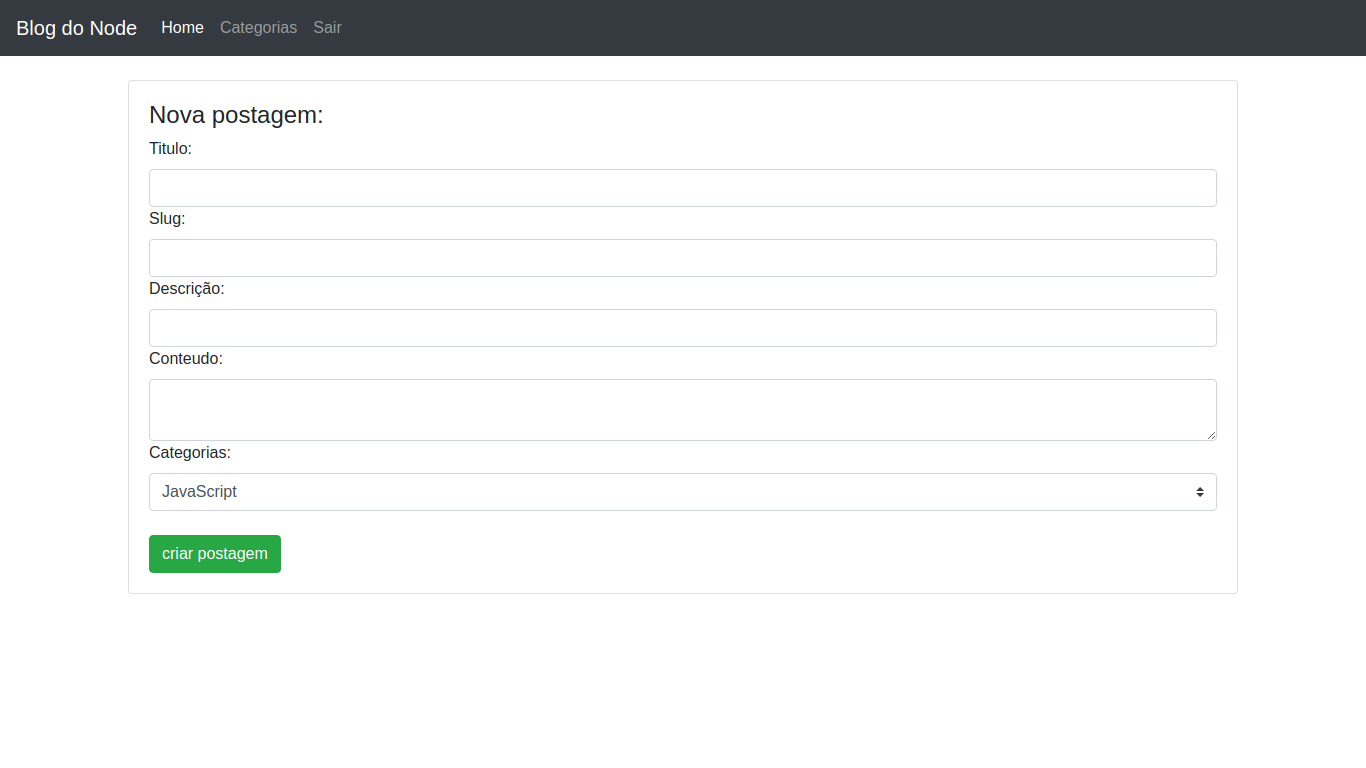 Blog do Node Home Categorias Sair
Nova postagem:
Titulo:
Slug:
Descrição:
Conteudo:
Categorias:
JavaScript
criar postagem